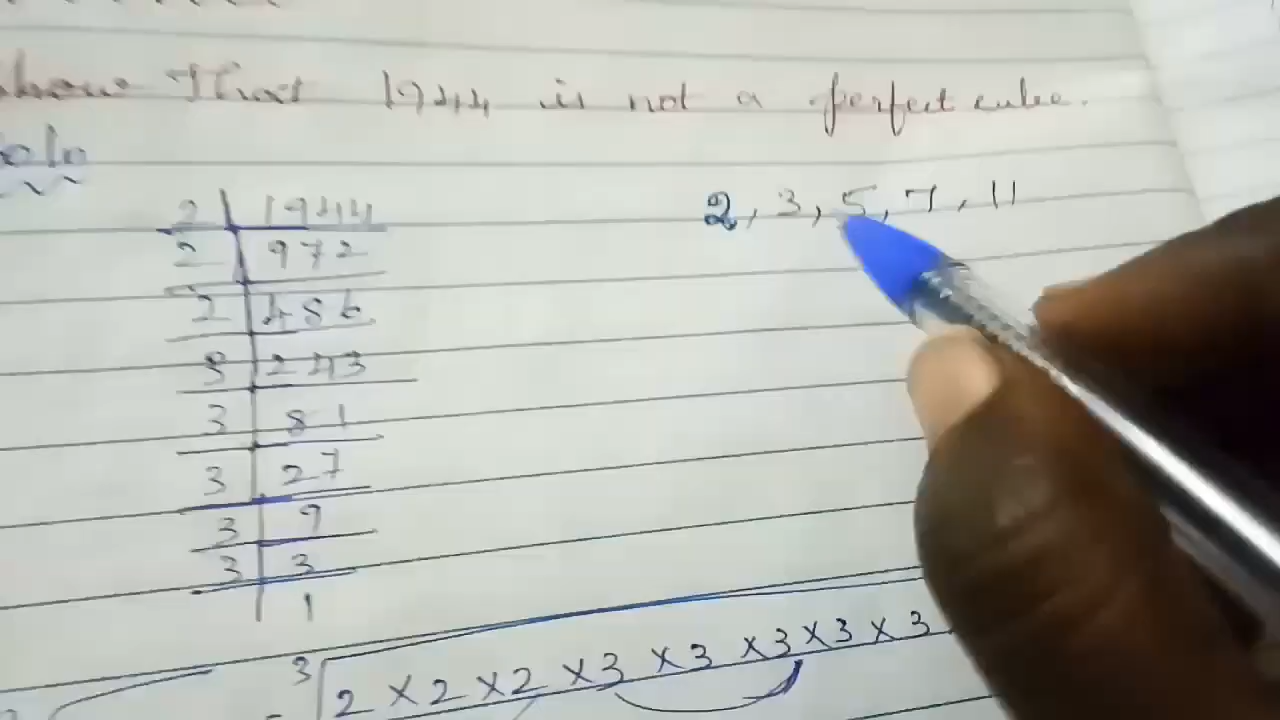 Show That 1944 is not a perfect cube.
Soln
2, 3, 5, 7, 11
2 | 1944
2 | 972
2 | 486
3 | 243
3 | 81
3 | 27
3 | 9
3 | 3
| 1
= ∛2 × 2 × 2 × 3 × 3 × 3 × 3 × 3